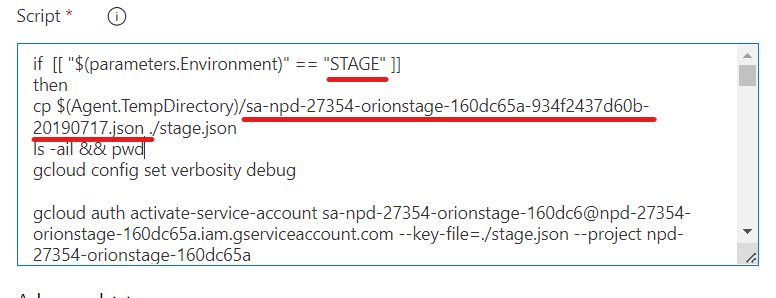 Script *
if  [[ "$(parameters.Environment)" == "STAGE" ]]
then
cp $(Agent.TempDirectory)/sa-npd-27354-orionstage-160dc65a-934f2437d60b-
20190717.json ./stage.json
ls -ail && pwd
gcloud config set verbosity debug
gcloud auth activate-service-account sa-npd-27354-orionstage-160dc6@npd-27354-
orionstage-160dc65a.iam.gserviceaccount.com --key-file=./stage.json --project npd-
27354-orionstage-160dc65a